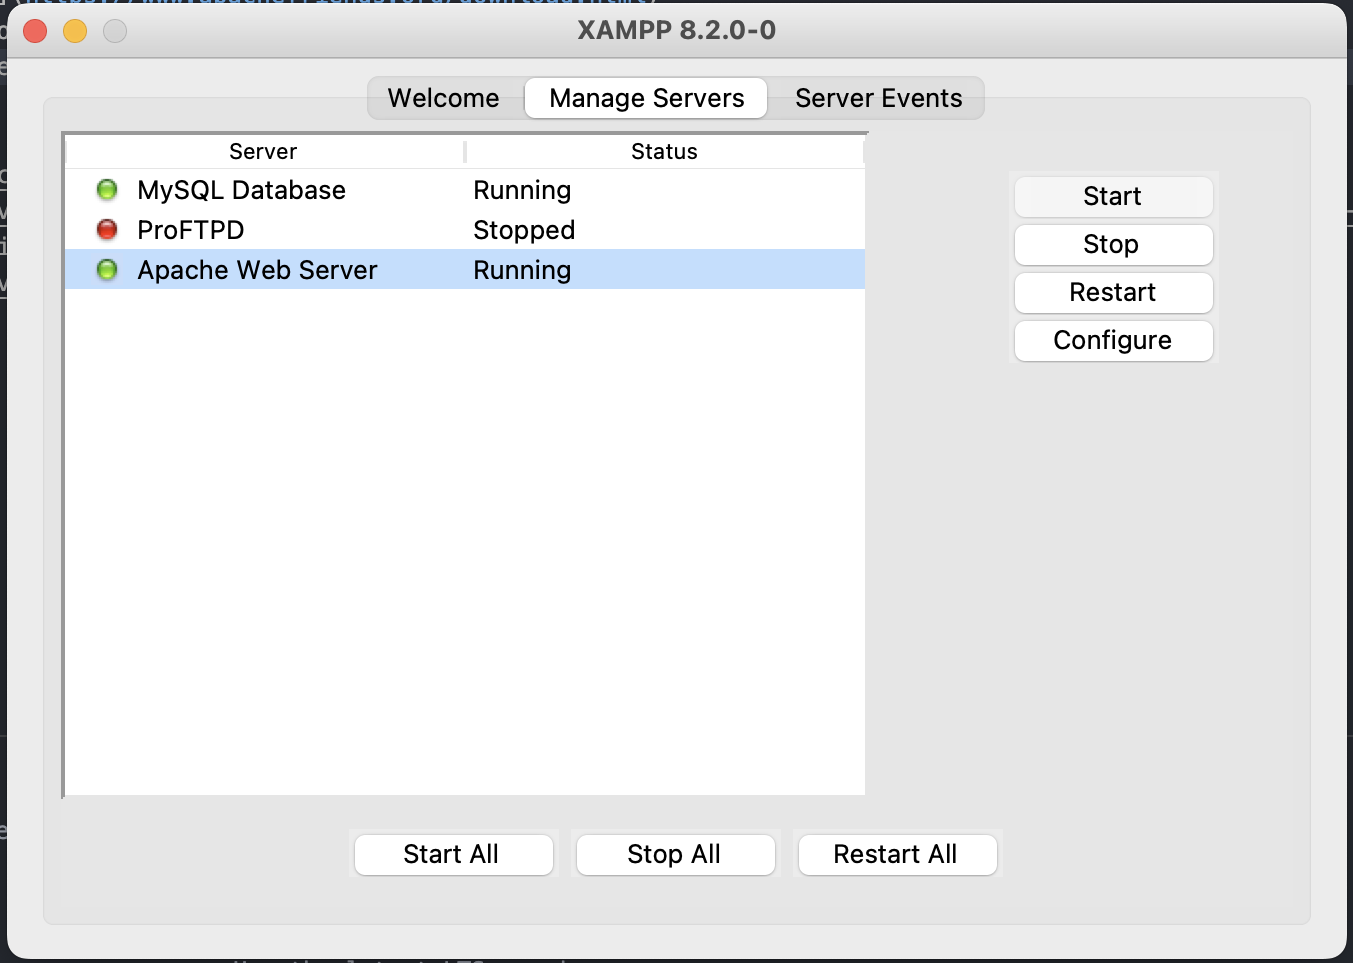 XAMPP 8.2.0-0
Welcome
Manage Servers
Server Events
Server Status
MySQL Database Running
ProFTPD Stopped
Apache Web Server Running
Start
Stop
Restart
Configure
Start All
Stop All
Restart All